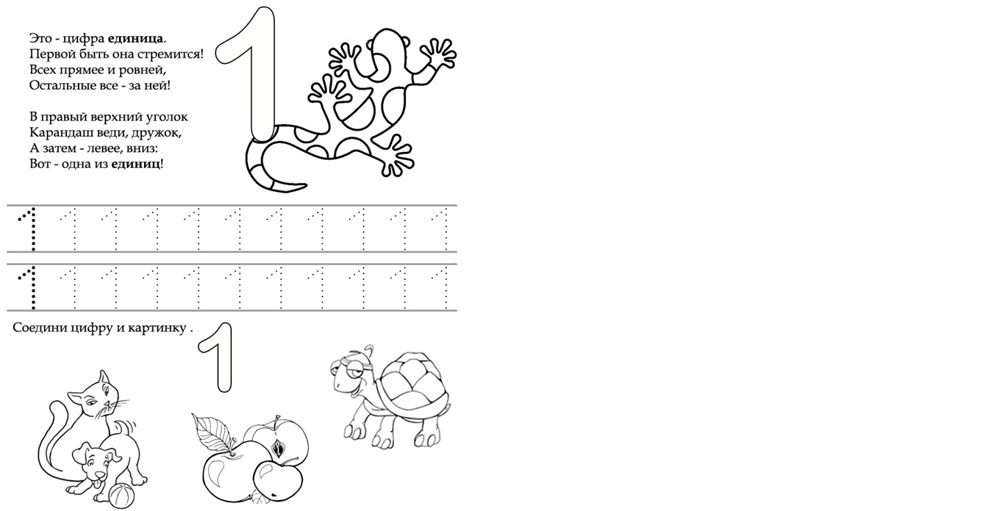 Это - цифра единица.
Первой быть она стремится!
Всех прямее и ровней,
Остальные все - за ней!
В правый верхний уголок
Карандаш веди, дружок,
А затем - левее, вниз:
Вот - одна из единиц!
1
1 1 1 1 1 1 1 1 1 1 1
1 1 1 1 1 1 1 1 1 1 1
Соедини цифру и картинку .
1